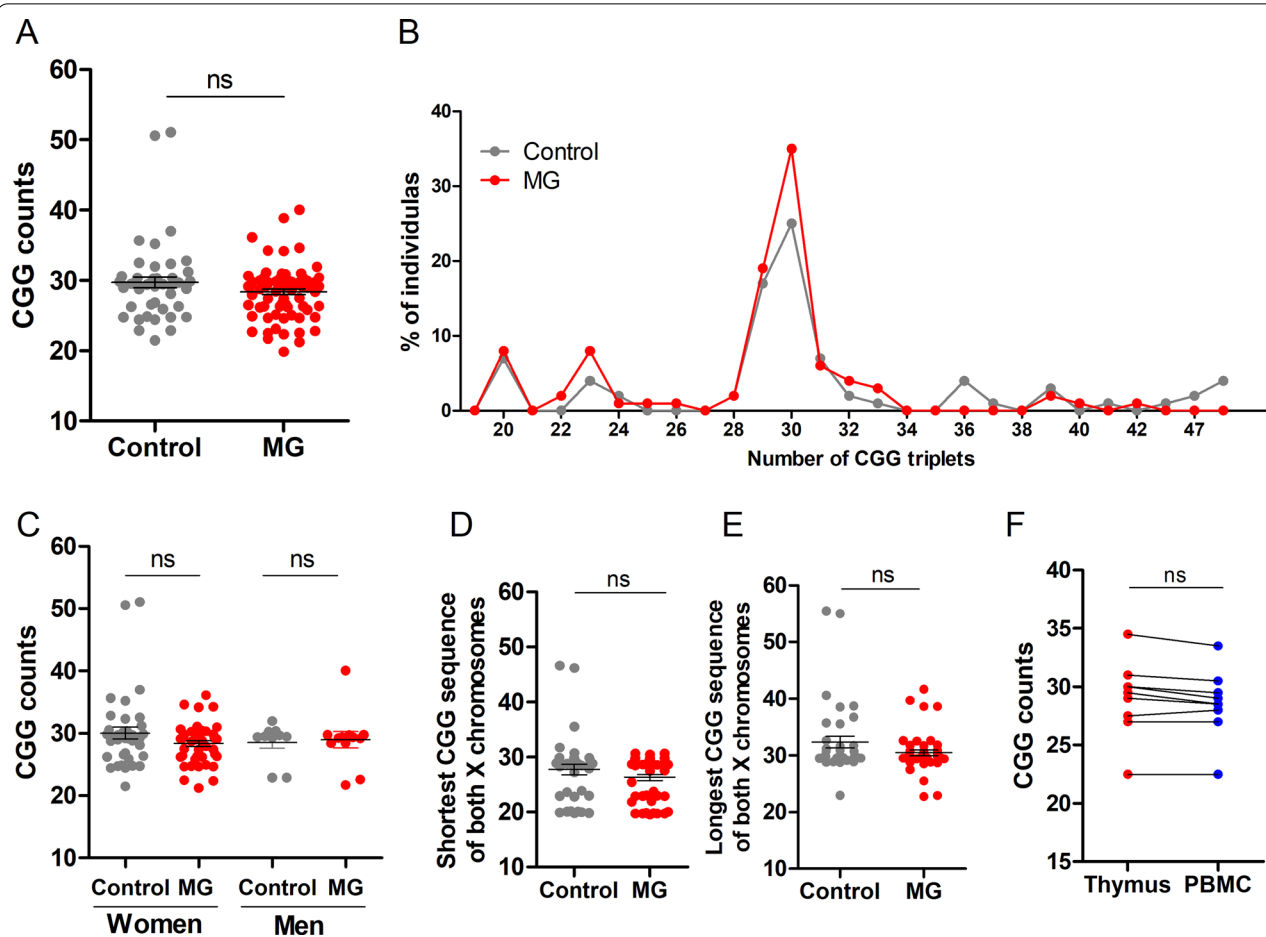 A
ns
CGG counts
60
50
40
30
20
10
Control
MG
B
Control
MG
% of individulas
40
30
20
10
0
20
22
24
26
28
30
32
34
36
38
40
42
47
Number of CGG triplets
C
ns
ns
CGG counts
60
50
40
30
20
10
Control
MG
Control
MG
Women
Men
D
ns
Shortest CGG sequence
of both X chromosomes
60
50
40
30
20
10
Control
MG
E
ns
Longest CGG sequence
of both X chromosomes
60
50
40
30
20
10
Control
MG
F
ns
CGG counts
40
35
30
25
20
15
Thymus
PBMC